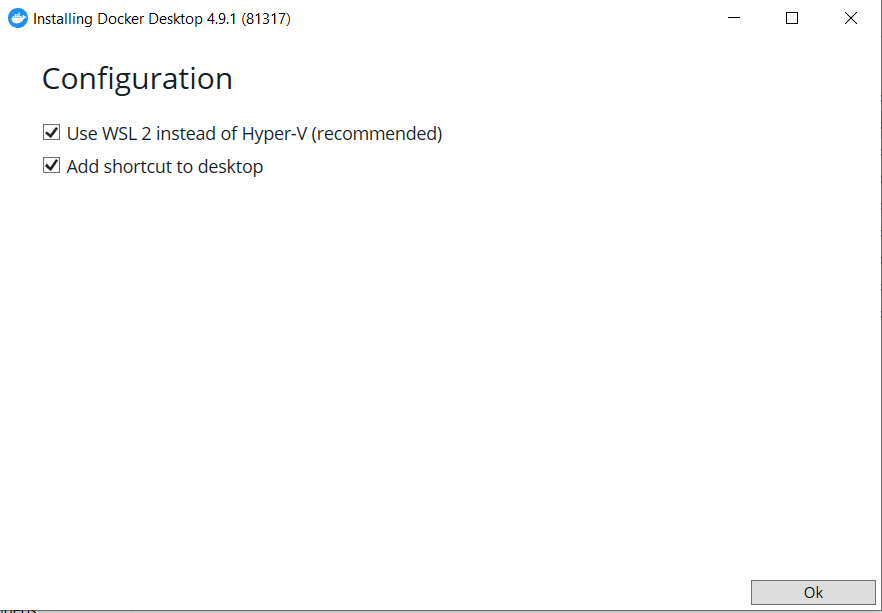 Installing Docker Desktop 4.9.1 (81317)
Configuration
Use WSL 2 instead of Hyper-V (recommended)
Add shortcut to desktop
Ok